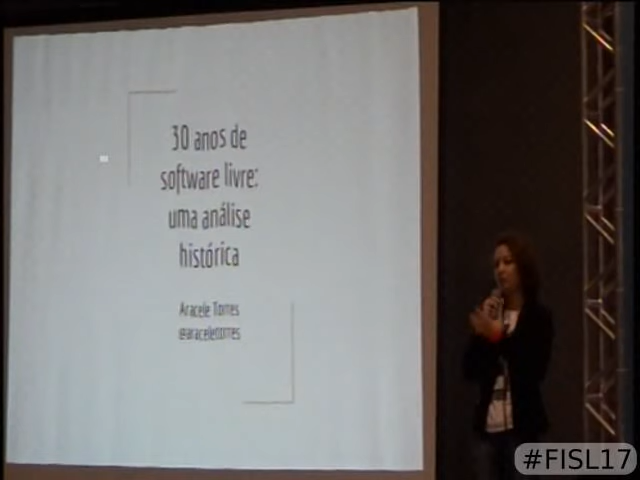 30 anos de
software livre:
uma análise
histórica
Aracele Torres
@araceletorres
#FISL17